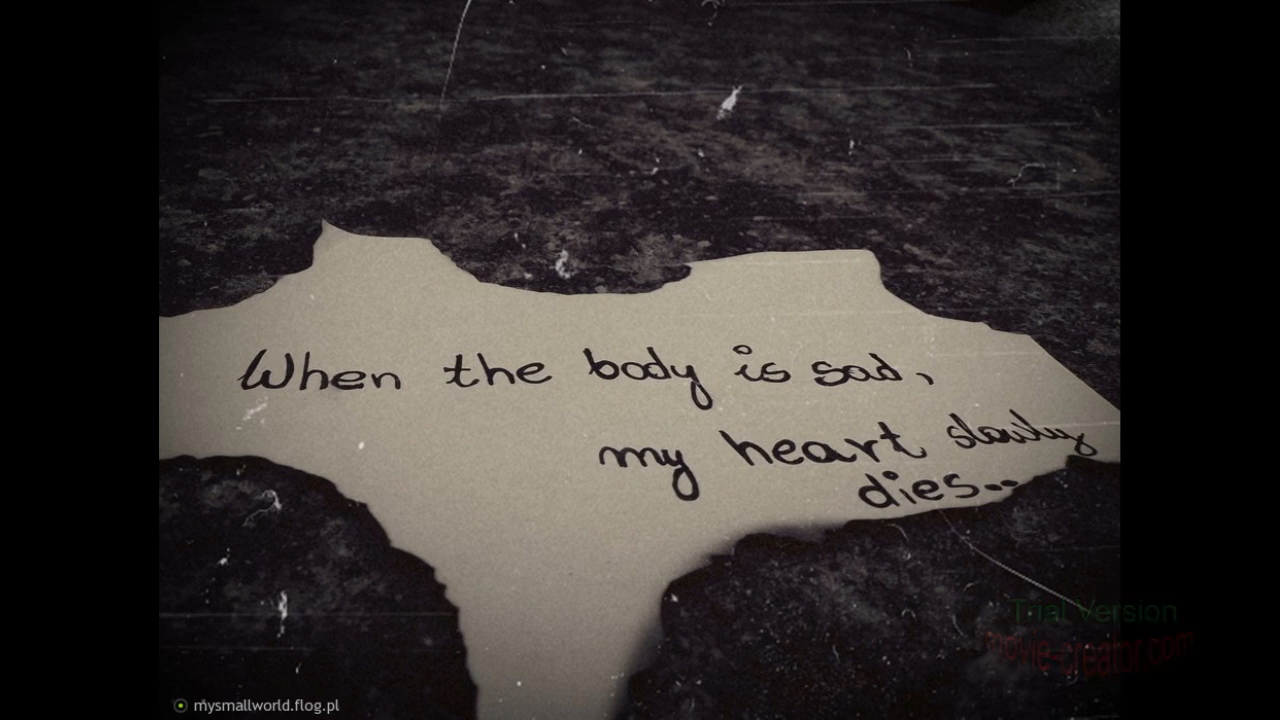 When the body is sad,
my heart slowly
dies..
Trial Version
movie-creator.com
mysmallworld.flog.pl